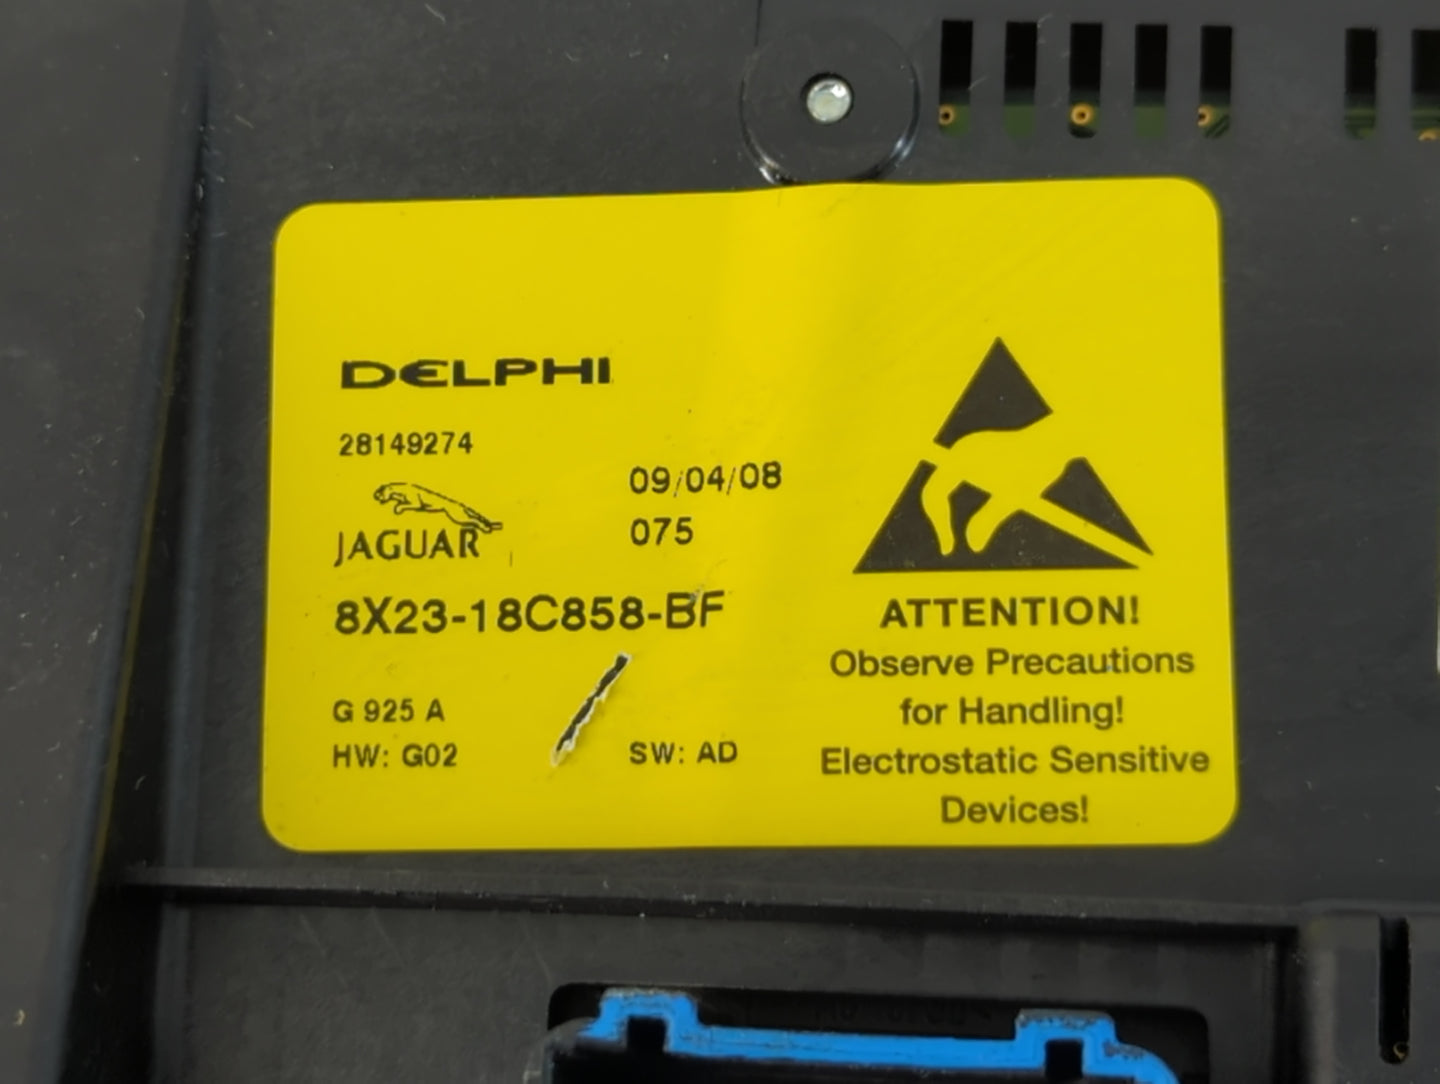 DELPHI
28149274
09/04/08
JAGUAR
075
8X23-18C858-BF
G 925 A
HW: G02
SW: AD
ATTENTION!
Observe Precautions
for Handling!
Electrostatic Sensitive
Devices!